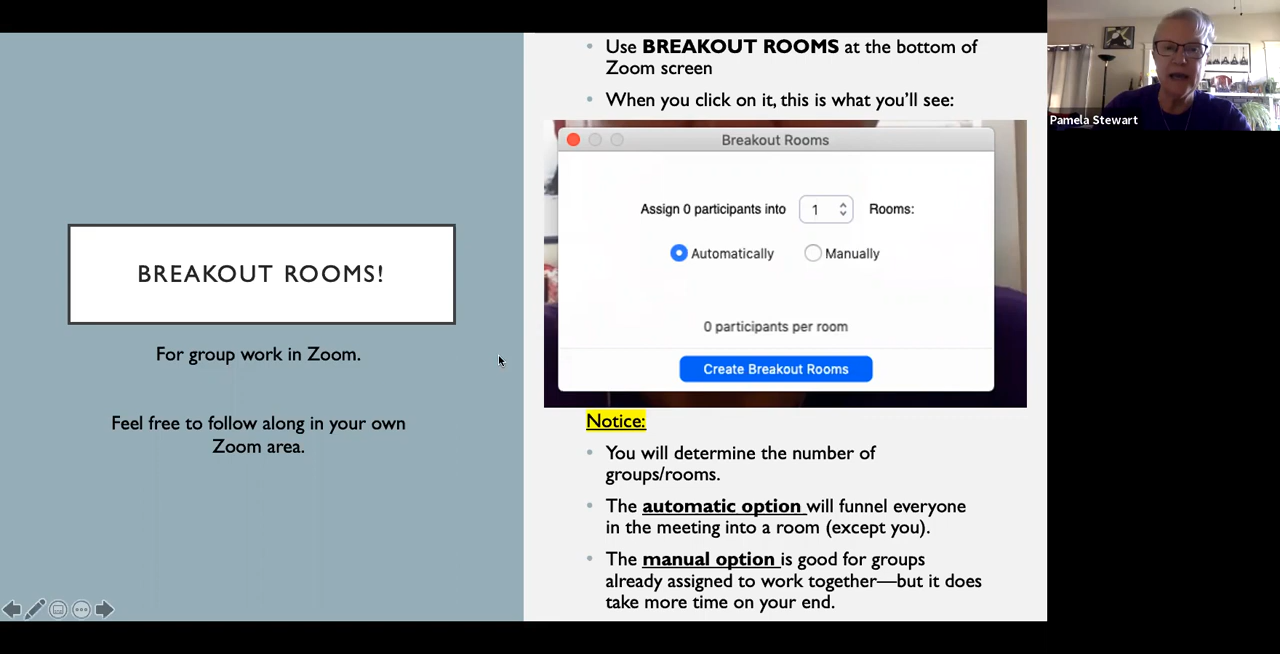 BREAKOUT ROOMS!
For group work in Zoom.
Feel free to follow along in your own
Zoom area.
• Use BREAKOUT ROOMS at the bottom of
Zoom screen
• When you click on it, this is what you'll see:
Breakout Rooms
Assign 0 participants into 1 Rooms:
Automatically Manually
0 participants per room
Create Breakout Rooms
Notice:
• You will determine the number of
groups/rooms.
• The automatic option will funnel everyone
in the meeting into a room (except you).
• The manual option is good for groups
already assigned to work together—but it does
take more time on your end.
Pamela Stewart